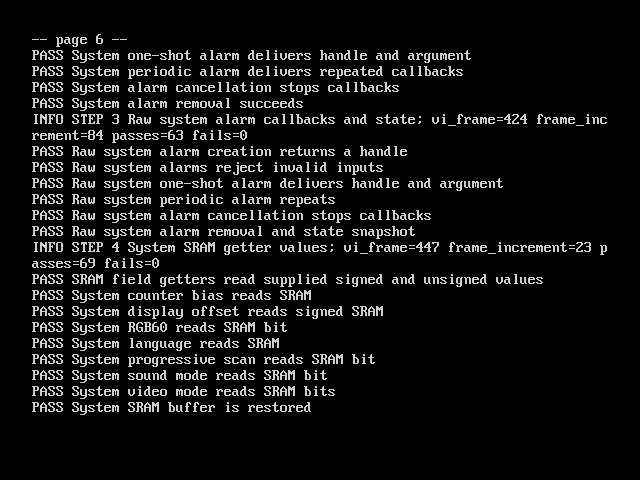 -- page 6 --
PASS System one-shot alarm delivers handle and argument
PASS System periodic alarm delivers repeated callbacks
PASS System alarm cancellation stops callbacks
PASS System alarm removal succeeds
INFO STEP 3 Raw system alarm callbacks and state; vi_frame=424 frame_inc
rement=84 passes=63 fails=0
PASS Raw system alarm creation returns a handle
PASS Raw system alarms reject invalid inputs
PASS Raw system one-shot alarm delivers handle and argument
PASS Raw system periodic alarm repeats
PASS Raw system alarm cancellation stops callbacks
PASS Raw system alarm removal and state snapshot
INFO STEP 4 System SRAM getter values; vi_frame=447 frame_increment=23 p
asses=69 fails=0
PASS SRAM field getters read supplied signed and unsigned values
PASS System counter bias reads SRAM
PASS System display offset reads signed SRAM
PASS System RGB60 reads SRAM bit
PASS System language reads SRAM
PASS System progressive scan reads SRAM bit
PASS System sound mode reads SRAM bit
PASS System video mode reads SRAM bits
PASS System SRAM buffer is restored